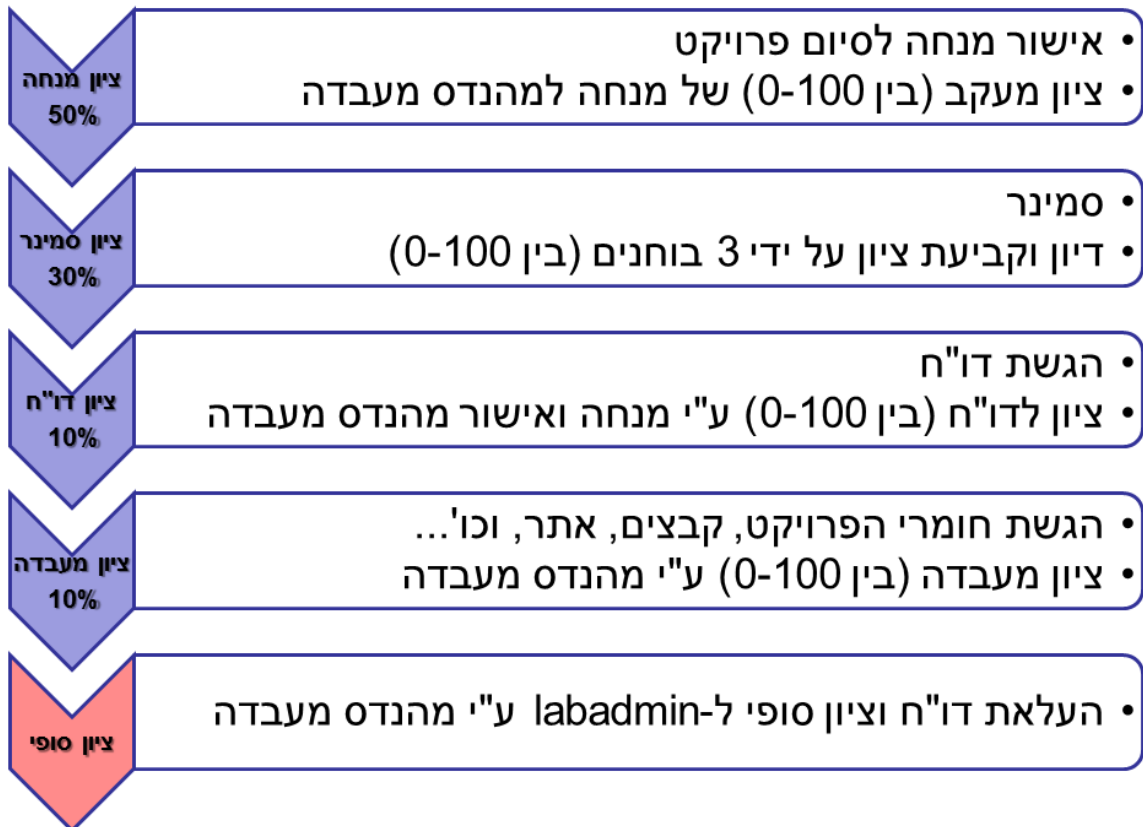 ציון מנחה
50%
• אישור מנחה לסיום פרויקט
• ציון מעקב (בין 0-100) של מנחה למהנדס מעבדה
ציון סמינר
30%
• סמינר
• דיון וקביעת ציון על ידי 3 בוחנים (בין 0-100)
ציון דו"ח
10%
• הגשת דו"ח
• ציון לדו"ח (בין 0-100) ע"י מנחה ואישור מהנדס מעבדה
ציון מעבדה
10%
• הגשת חומרי הפרויקט, קבצים, אתר, וכו'...
• ציון מעבדה (בין 0-100) ע"י מהנדס מעבדה
ציון סופי
• העלאת דו"ח וציון סופי ל-labadmin ע"י מהנדס מעבדה